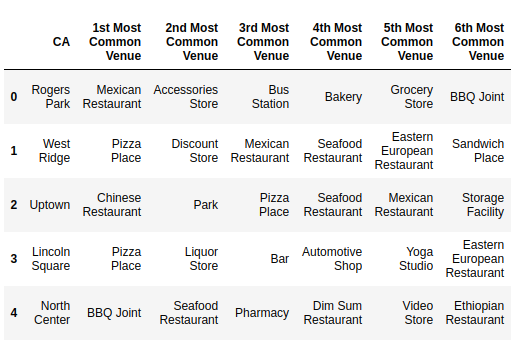 CA 1st Most Common Venue 2nd Most Common Venue 3rd Most Common Venue 4th Most Common Venue 5th Most Common Venue 6th Most Common Venue
0 Rogers Park Mexican Restaurant Accessories Store Bus Station Bakery Grocery Store BBQ Joint
1 West Ridge Pizza Place Discount Store Mexican Restaurant Seafood Restaurant Eastern European Restaurant Sandwich Place
2 Uptown Chinese Restaurant Park Pizza Place Seafood Restaurant Mexican Restaurant Storage Facility
3 Lincoln Square Pizza Place Liquor Store Bar Automotive Shop Yoga Studio Eastern European Restaurant
4 North Center BBQ Joint Seafood Restaurant Pharmacy Dim Sum Restaurant Video Store Ethiopian Restaurant